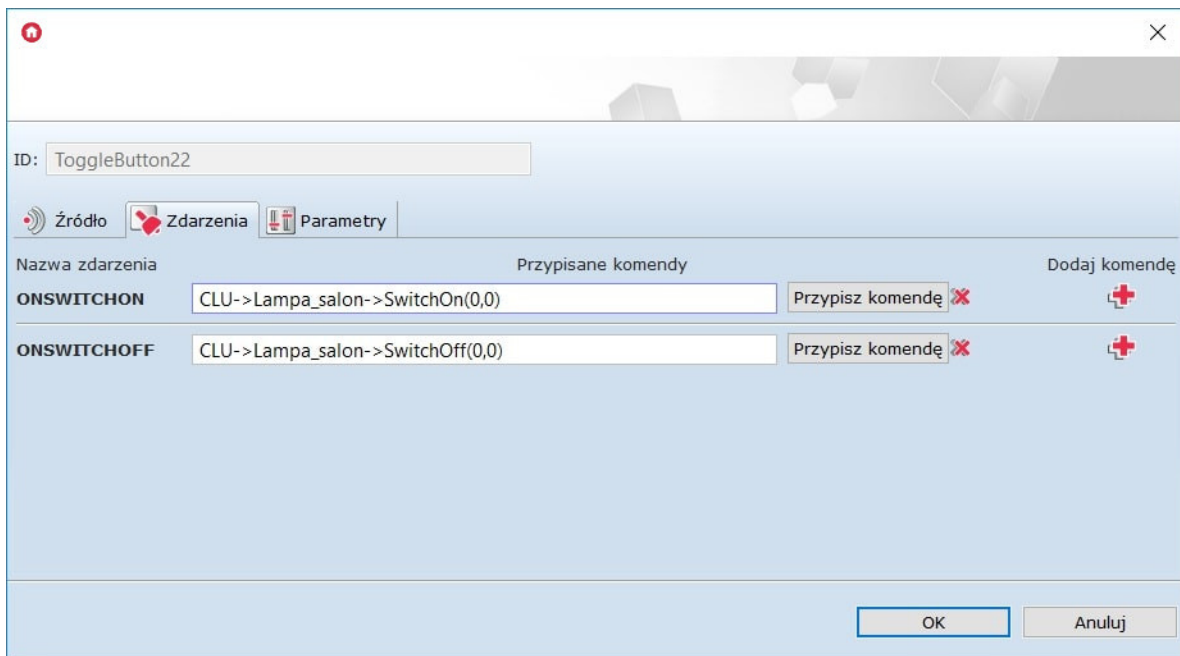 ID: ToggleButton22
Źródło Zdarzenia Parametry
Nazwa zdarzenia Przypisane komendy Dodaj komendę
ONSWITCHON CLU->Lampa_salon->SwitchOn(0,0) Przypisz komendę
ONSWITCHOFF CLU->Lampa_salon->SwitchOff(0,0) Przypisz komendę
OK Anuluj